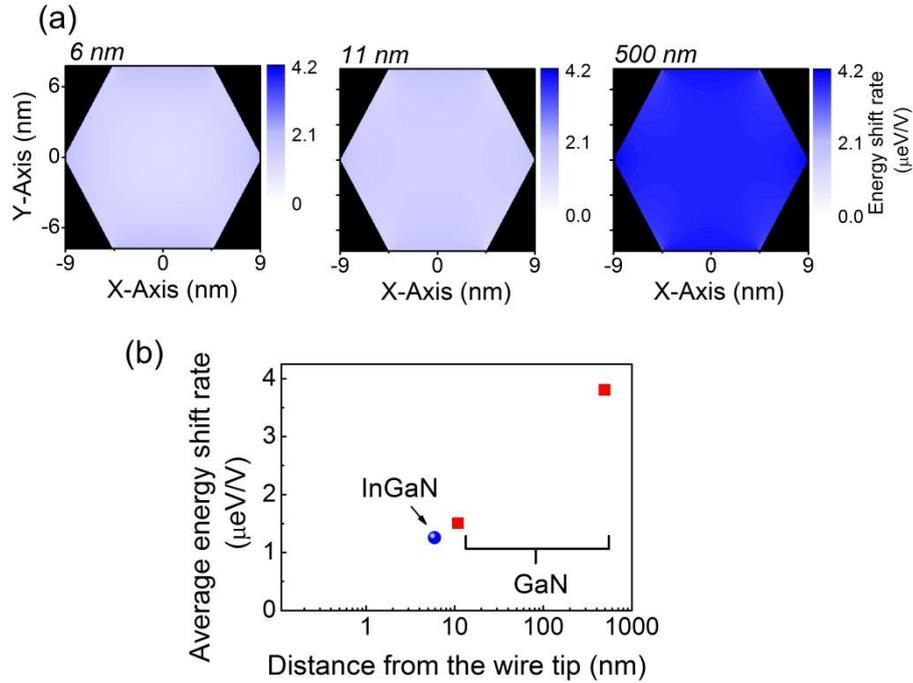 (a)
6 nm
11 nm
500 nm
Y-Axis (nm)
6
0
-6
-9 0 9
X-Axis (nm)
4.2
2.1
0
-9 0 9
X-Axis (nm)
4.2
2.1
0.0
-9 0 9
X-Axis (nm)
4.2
2.1
0.0
Energy shift rate
(μeV/V)
(b)
Average energy shift rate
(μeV/V)
4
3
2
1
0
InGaN
GaN
1 10 100 1000
Distance from the wire tip (nm)